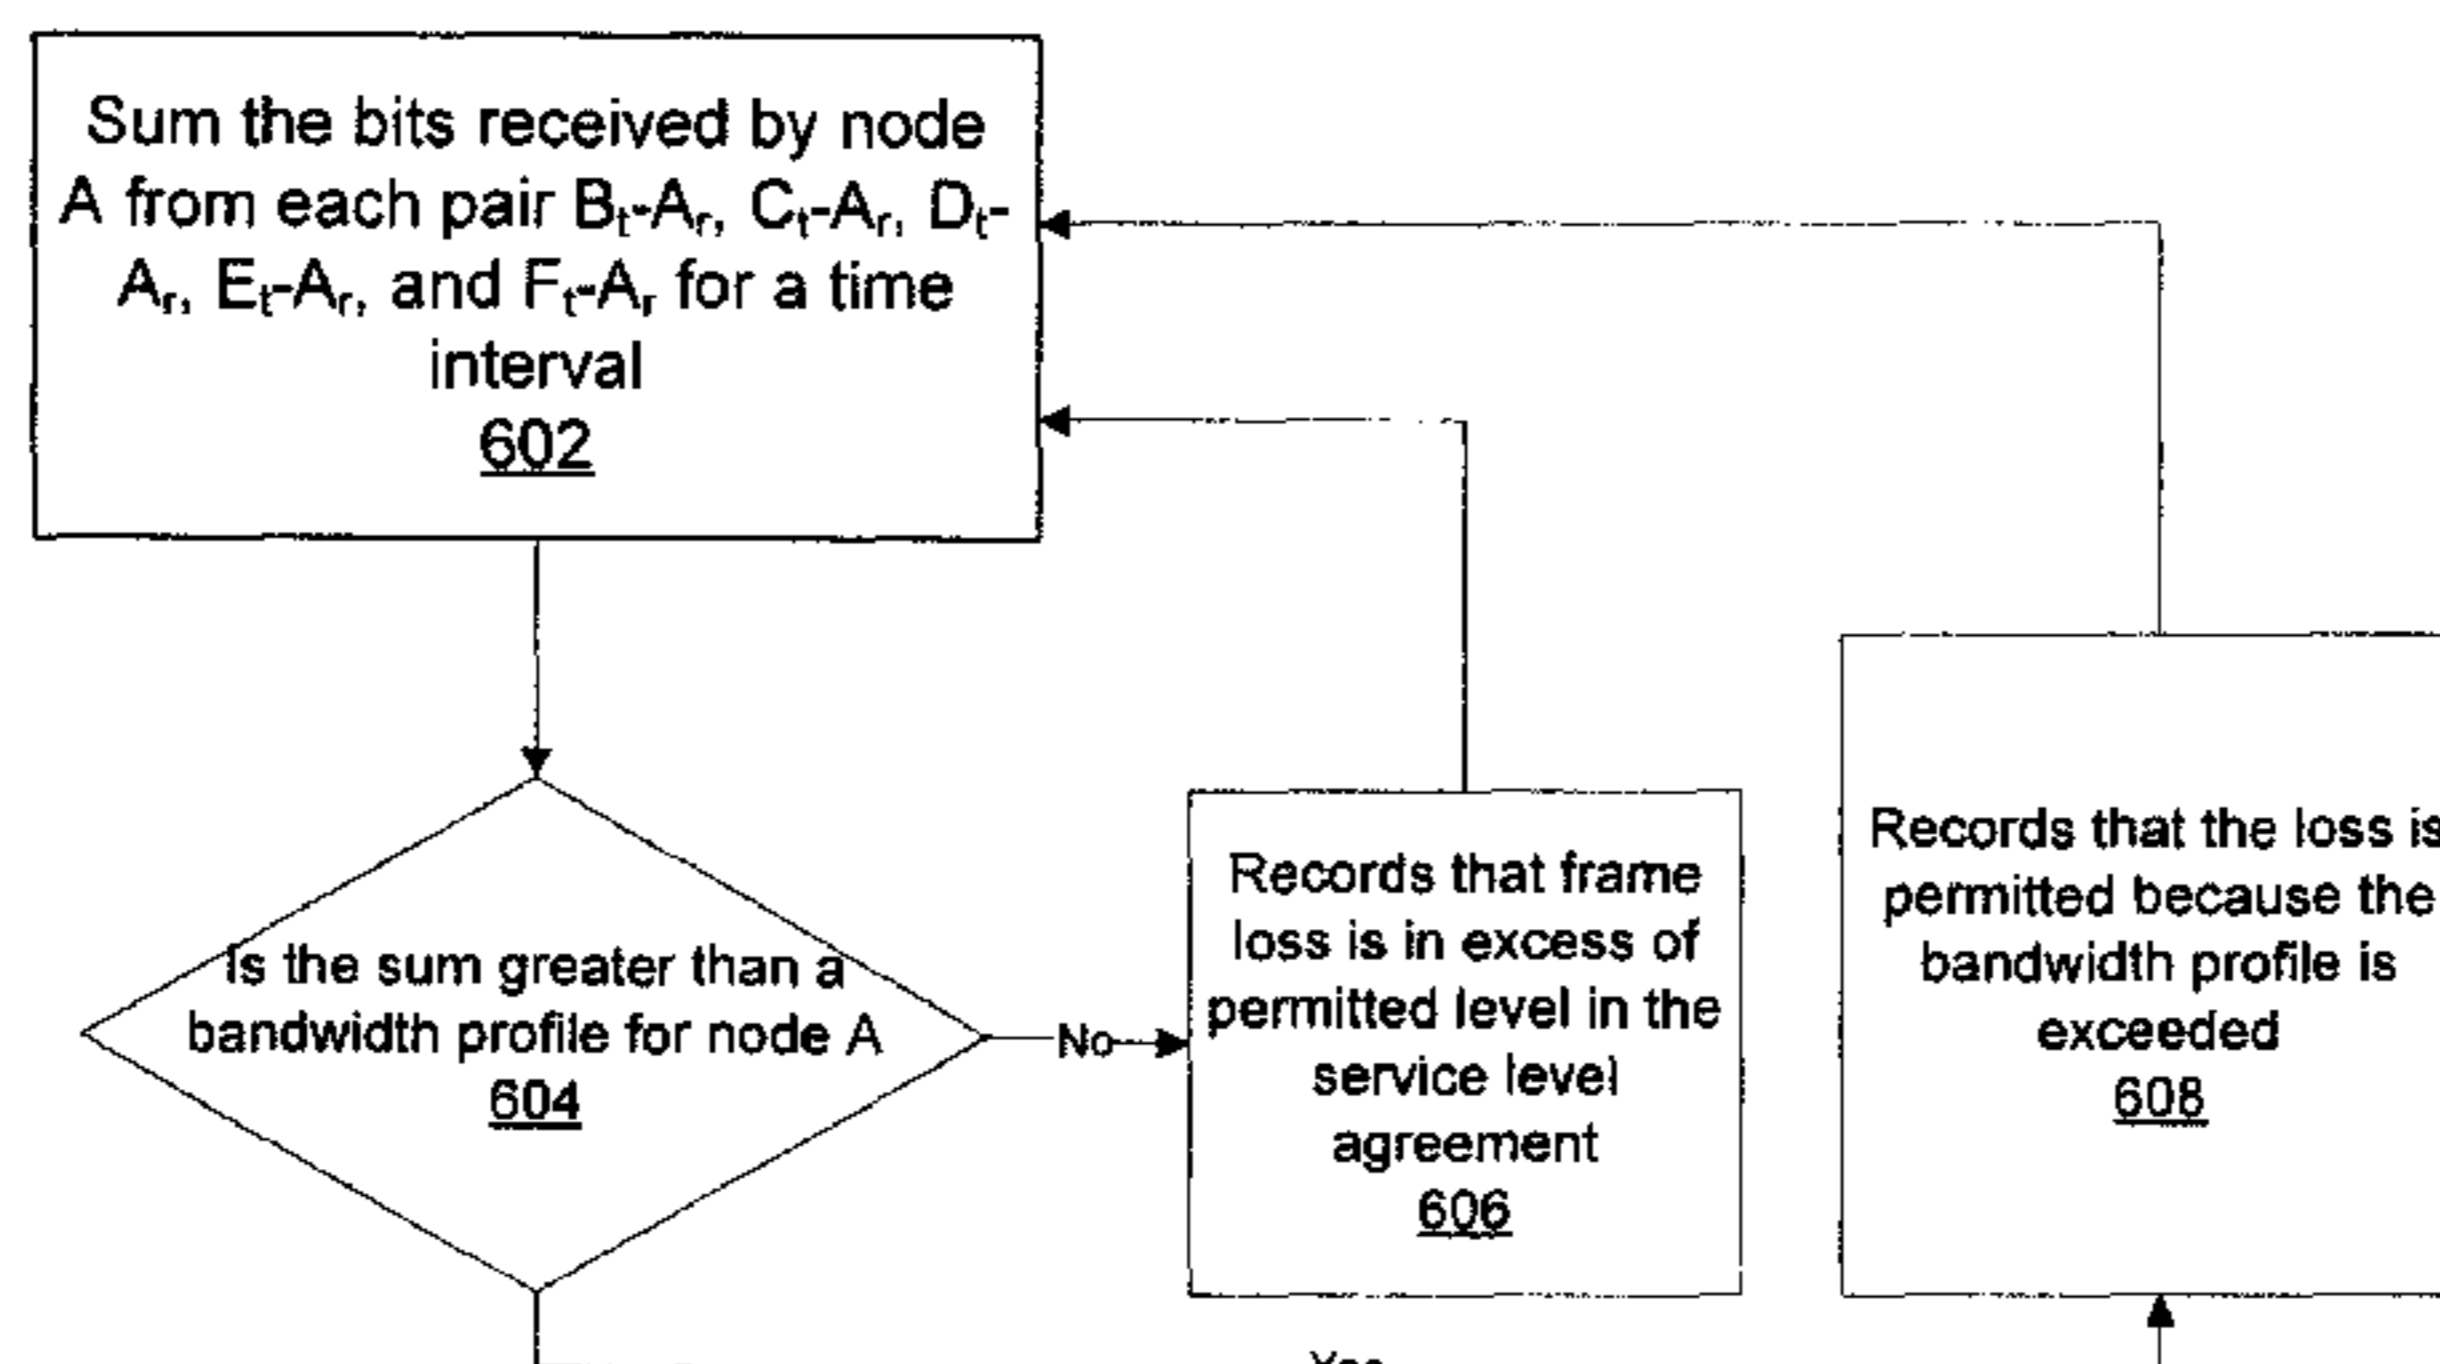 Sum the bits received by node
A from each pair Bt-Ar, Ct-Ar, Dt-
Ar, Et-Ar, and Ft-Ar for a time
interval
602
Is the sum greater than a
bandwidth profile for node A
604
No
Records that frame
loss is in excess of
permitted level in the
service level
agreement
606
Records that the loss is
permitted because the
bandwidth profile is
exceeded
608
Yes